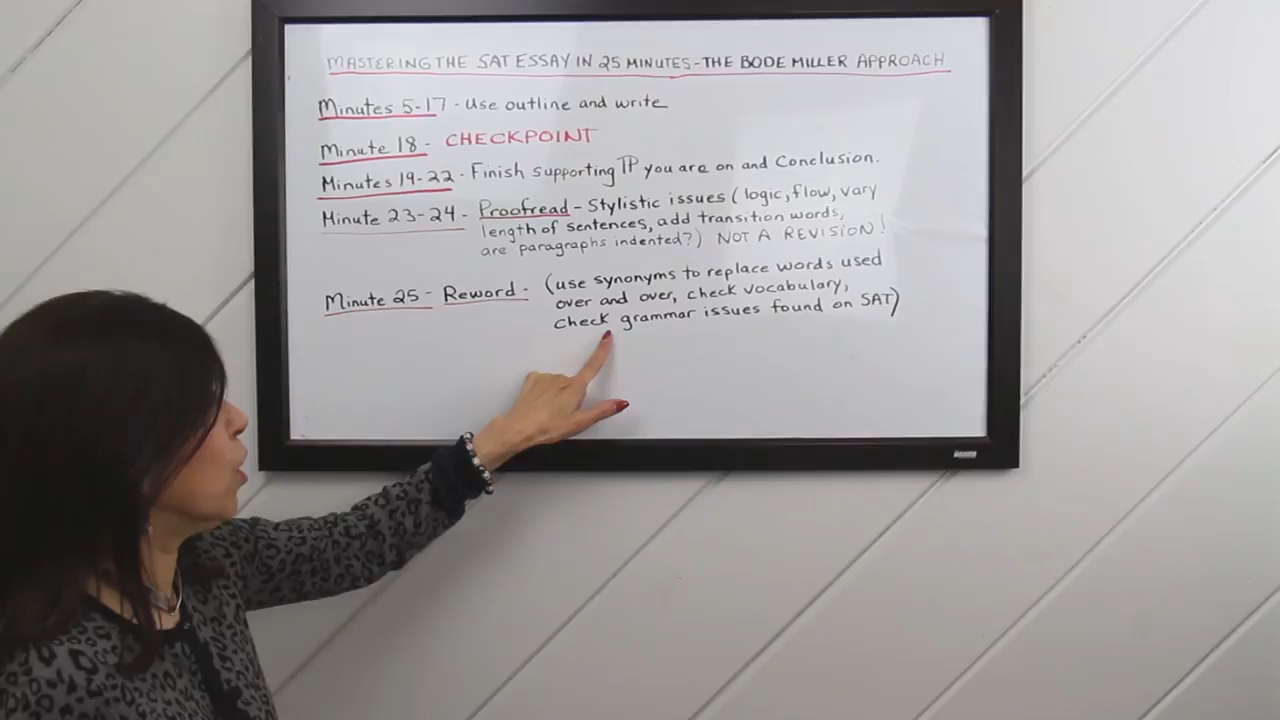 MASTERING THE SAT ESSAY IN 25 MINUTES - THE BODE MILLER APPROACH
Minutes 5-17 - Use outline and write
Minute 18 - CHECKPOINT
Minutes 19-22 - Finish supporting TP you are on and Conclusion.
Minute 23-24 - Proofread - Stylistic issues (logic, flow, vary
length of sentences, add transition words,
are paragraphs indented?) NOT A REVISION!
Minute 25 - Reword - (use synonyms to replace words used
over and over, check vocabulary,
check grammar issues found on SAT)